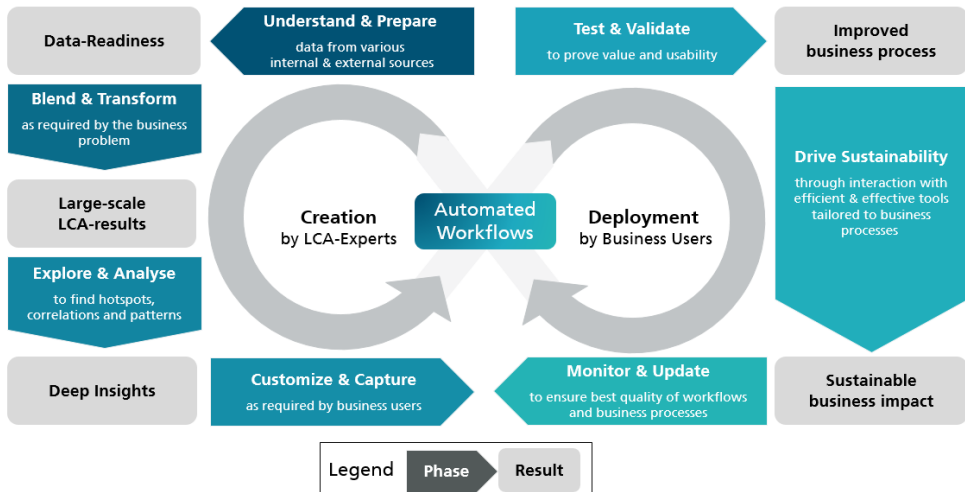 Data-Readiness
Understand & Prepare
data from various
internal & external sources
Test & Validate
to prove value and usability
Improved
business process
Blend & Transform
as required by the business
problem
Large-scale
LCA-results
Explore & Analyse
to find hotspots,
correlations and patterns
Deep Insights
Creation
by LCA-Experts
Automated
Workflows
Deployment
by Business Users
Drive Sustainability
through interaction with
efficient & effective tools
tailored to business
processes
Customize & Capture
as required by business users
Monitor & Update
to ensure best quality of workflows
and business processes
Sustainable
business impact
Legend
Phase
Result